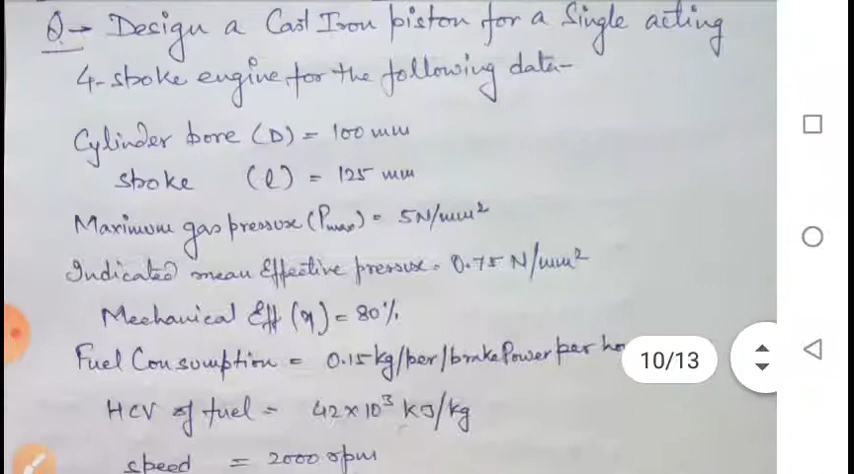 Q→ Design a Cast Iron piston for a Single acting
4-stroke engine, for the following data-
Cylinder bore (D) = 100 mm
stroke (l) = 125 mm
Maximum gas pressure (Pmax) = 5N/mm²
Indicated mean Effective pressure = 0.75 N/mm²
Mechanical Eff (η) = 80%
Fuel Consumption = 0.15 kg/per/brake Power per
10/13
HCV of fuel = 42×10³ KJ/kg
speed = 2000 rpm